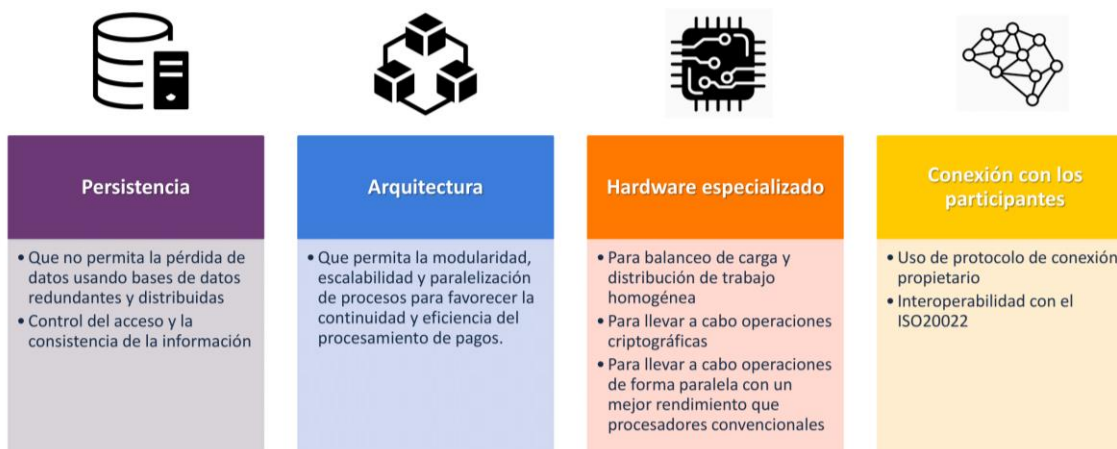 Persistencia
• Que no permita la pérdida de
datos usando bases de datos
redundantes y distribuidas
• Control del acceso y la
consistencia de la información
Arquitectura
• Que permita la modularidad,
escalabilidad y paralelización
de procesos para favorecer la
continuidad y eficiencia del
procesamiento de pagos.
Hardware especializado
• Para balanceo de carga y
distribución de trabajo
homogénea
• Para llevar a cabo operaciones
criptográficas
• Para llevar a cabo operaciones
de forma paralela con un
mejor rendimiento que
procesadores convencionales
Conexión con los
participantes
• Uso de protocolo de conexión
propietario
• Interoperabilidad con el
ISO20022